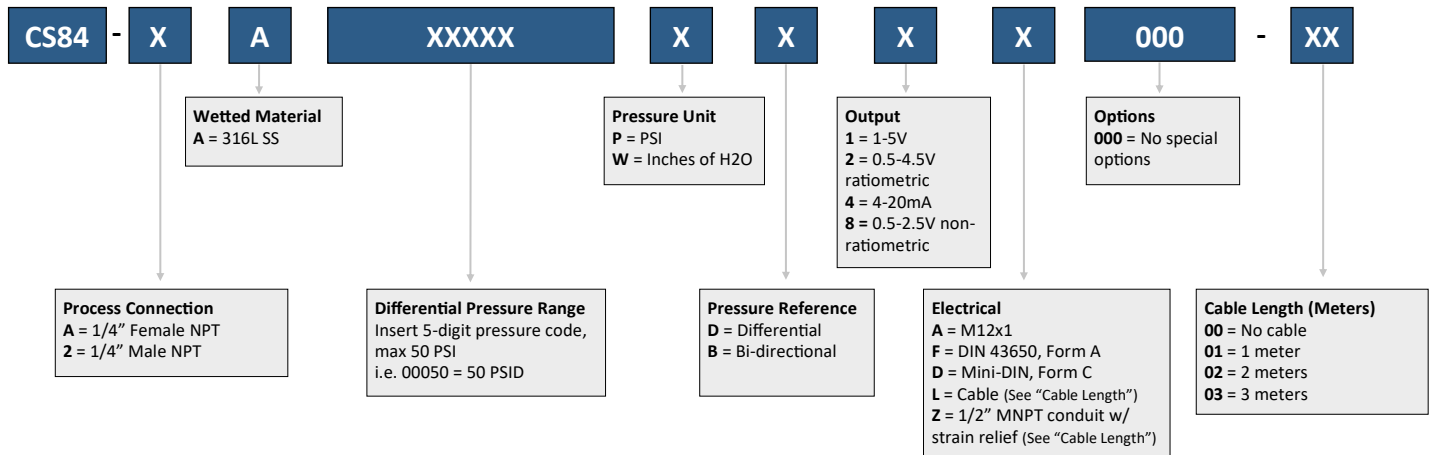 CS84 - X A XXXXX X X X X 000 - XX
Wetted Material
A = 316L SS
Pressure Unit
P = PSI
W = Inches of H2O
Output
1 = 1-5V
2 = 0.5-4.5V
ratiometric
4 = 4-20mA
8 = 0.5-2.5V non-
ratiometric
Options
000 = No special
options
Process Connection
A = 1/4” Female NPT
2 = 1/4” Male NPT
Differential Pressure Range
Insert 5-digit pressure code,
max 50 PSI
i.e. 00050 = 50 PSID
Pressure Reference
D = Differential
B = Bi-directional
Electrical
A = M12x1
F = DIN 43650, Form A
D = Mini-DIN, Form C
L = Cable (See “Cable Length”)
Z = 1/2” MNPT conduit w/
strain relief (See “Cable Length”)
Cable Length (Meters)
00 = No cable
01 = 1 meter
02 = 2 meters
03 = 3 meters